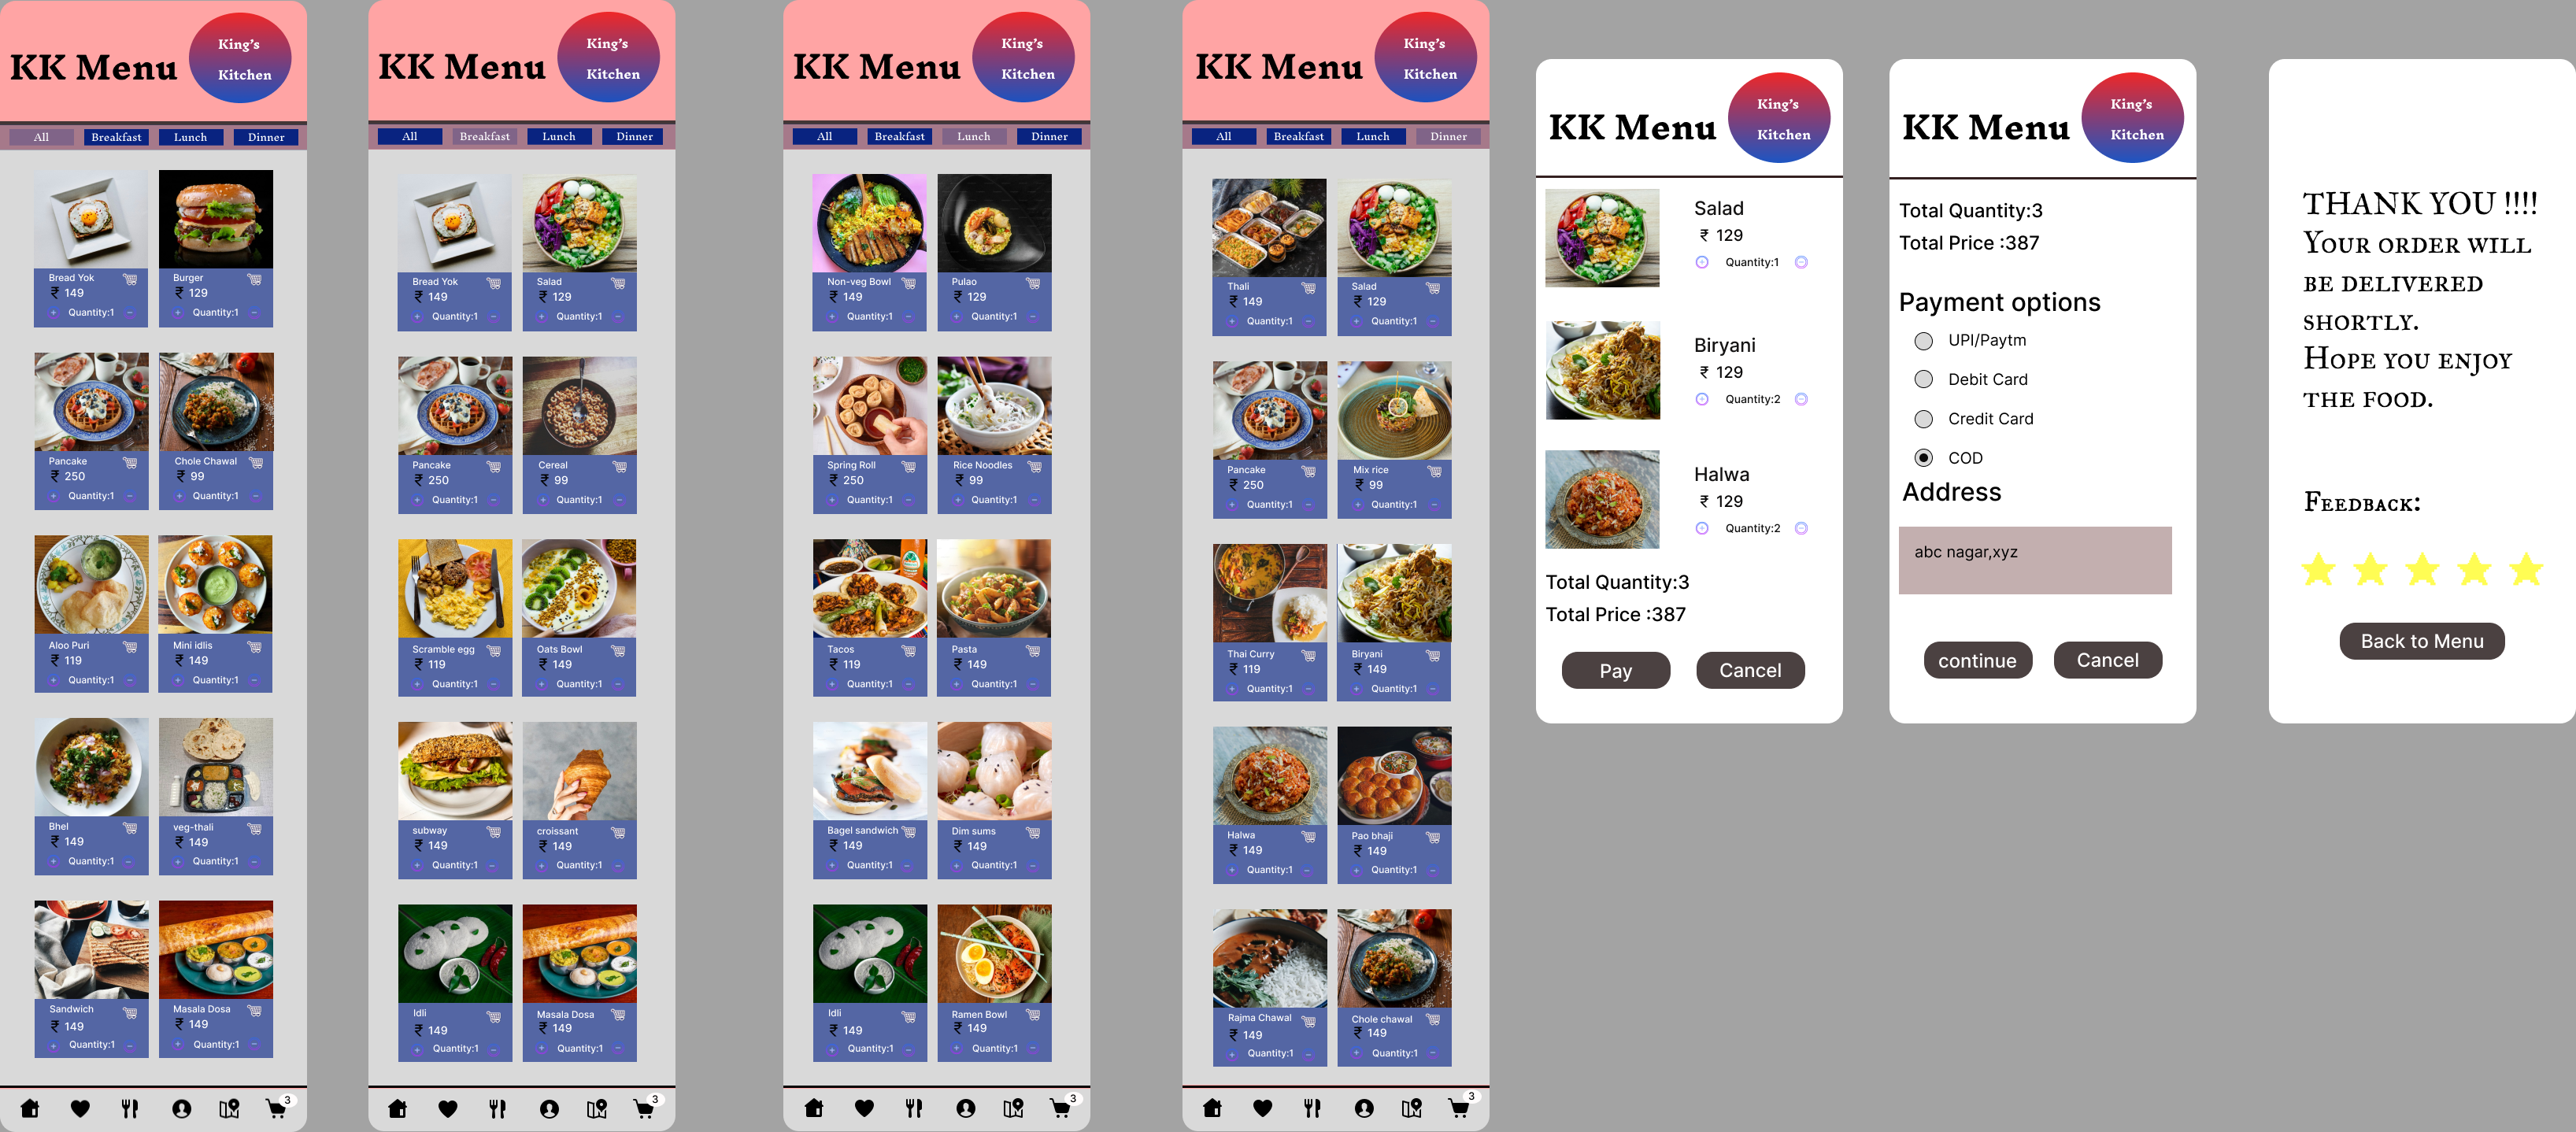 KK Menu
King's
Kitchen
All Breakfast Lunch Dinner
Bread Yok Burger
₹ 149 ₹ 129
+ Quantity:1 - + Quantity:1 -
Pancake Chole Chawal
₹ 250 ₹ 99
+ Quantity:1 - + Quantity:1 -
Aloo Puri Mini idlis
₹ 119 ₹ 149
+ Quantity:1 - + Quantity:1 -
Bhel veg-thali
₹ 149 ₹ 149
+ Quantity:1 - + Quantity:1 -
Sandwich Masala Dosa
₹ 149 ₹ 149
+ Quantity:1 - + Quantity:1 -
3
KK Menu
King's
Kitchen
All Breakfast Lunch Dinner
Bread Yok Salad
₹ 149 ₹ 129
+ Quantity:1 - + Quantity:1 -
Pancake Cereal
₹ 250 ₹ 99
+ Quantity:1 - + Quantity:1 -
Scramble egg Oats Bowl
₹ 119 ₹ 149
+ Quantity:1 - + Quantity:1 -
subway croissant
₹ 149 ₹ 149
+ Quantity:1 - + Quantity:1 -
Idli Masala Dosa
₹ 149 ₹ 149
+ Quantity:1 - + Quantity:1 -
3
KK Menu
King's
Kitchen
All Breakfast Lunch Dinner
Non-veg Bowl Pulao
₹ 149 ₹ 129
+ Quantity:1 - + Quantity:1 -
Spring Roll Rice Noodles
₹ 250 ₹ 99
+ Quantity:1 - + Quantity:1 -
Tacos Pasta
₹ 119 ₹ 149
+ Quantity:1 - + Quantity:1 -
Bagel sandwich Dim sums
₹ 149 ₹ 149
+ Quantity:1 - + Quantity:1 -
Idli Ramen Bowl
₹ 149 ₹ 149
+ Quantity:1 - + Quantity:1 -
3
KK Menu
King's
Kitchen
All Breakfast Lunch Dinner
Thali Salad
₹ 149 ₹ 129
+ Quantity:1 - + Quantity:1 -
Pancake Mix rice
₹ 250 ₹ 99
+ Quantity:1 - + Quantity:1 -
Thai Curry Biryani
₹ 119 ₹ 149
+ Quantity:1 - + Quantity:1 -
Halwa Pao bhaji
₹ 149 ₹ 149
+ Quantity:1 - + Quantity:1 -
Rajma Chawal Chole chawal
₹ 149 ₹ 149
+ Quantity:1 - + Quantity:1 -
3
KK Menu
King's
Kitchen
Salad
₹ 129
+ Quantity:1 -
Biryani
₹ 129
+ Quantity:2 -
Halwa
₹ 129
+ Quantity:2 -
Total Quantity:3
Total Price :387
Pay Cancel
KK Menu
King's
Kitchen
Total Quantity:3
Total Price :387
Payment options
UPI/Paytm
Debit Card
Credit Card
COD
Address
abc nagar,xyz
continue Cancel
THANK YOU !!!!
Your order will
be delivered
shortly.
Hope you enjoy
the food.
Feedback:
Back to Menu